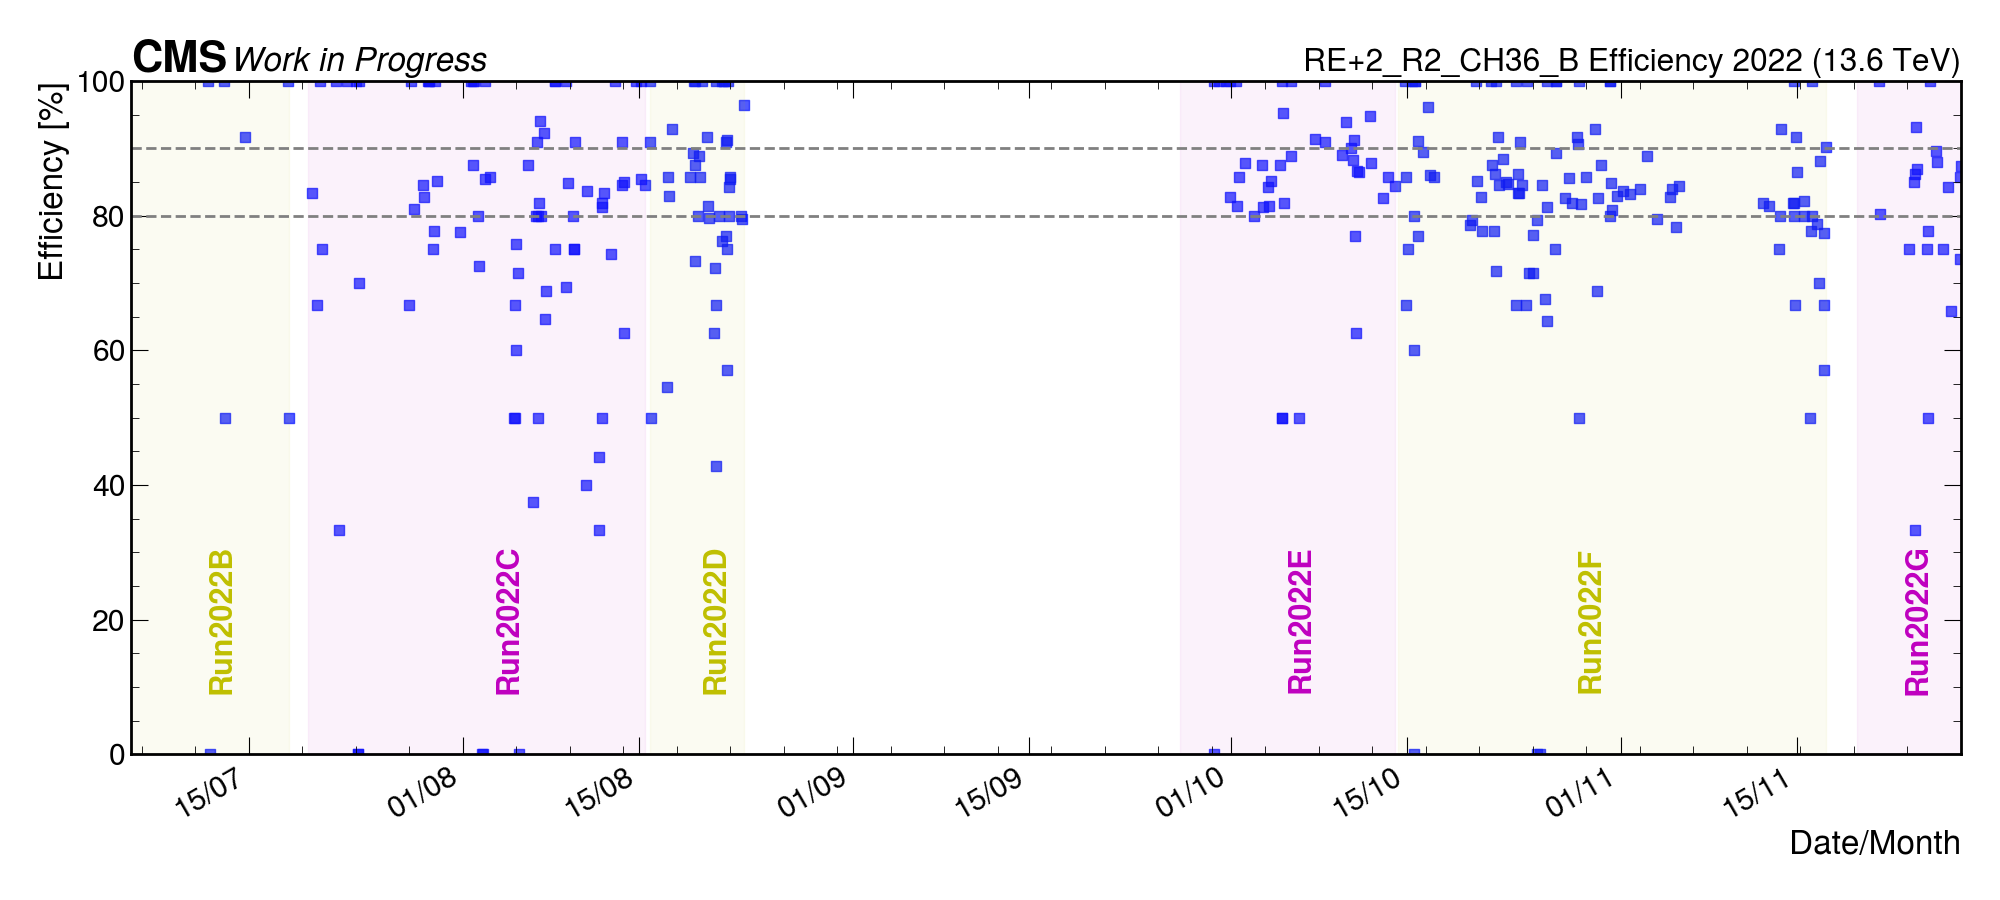 CMS Work in Progress
RE+2_R2_CH36_B Efficiency 2022 (13.6 TeV)
Efficiency [%]
100
80
60
40
20
0
Run2022B
Run2022C
Run2022D
Run2022E
Run2022F
Run2022G
15/07
01/08
15/08
01/09
15/09
01/10
15/10
01/11
15/11
Date/Month